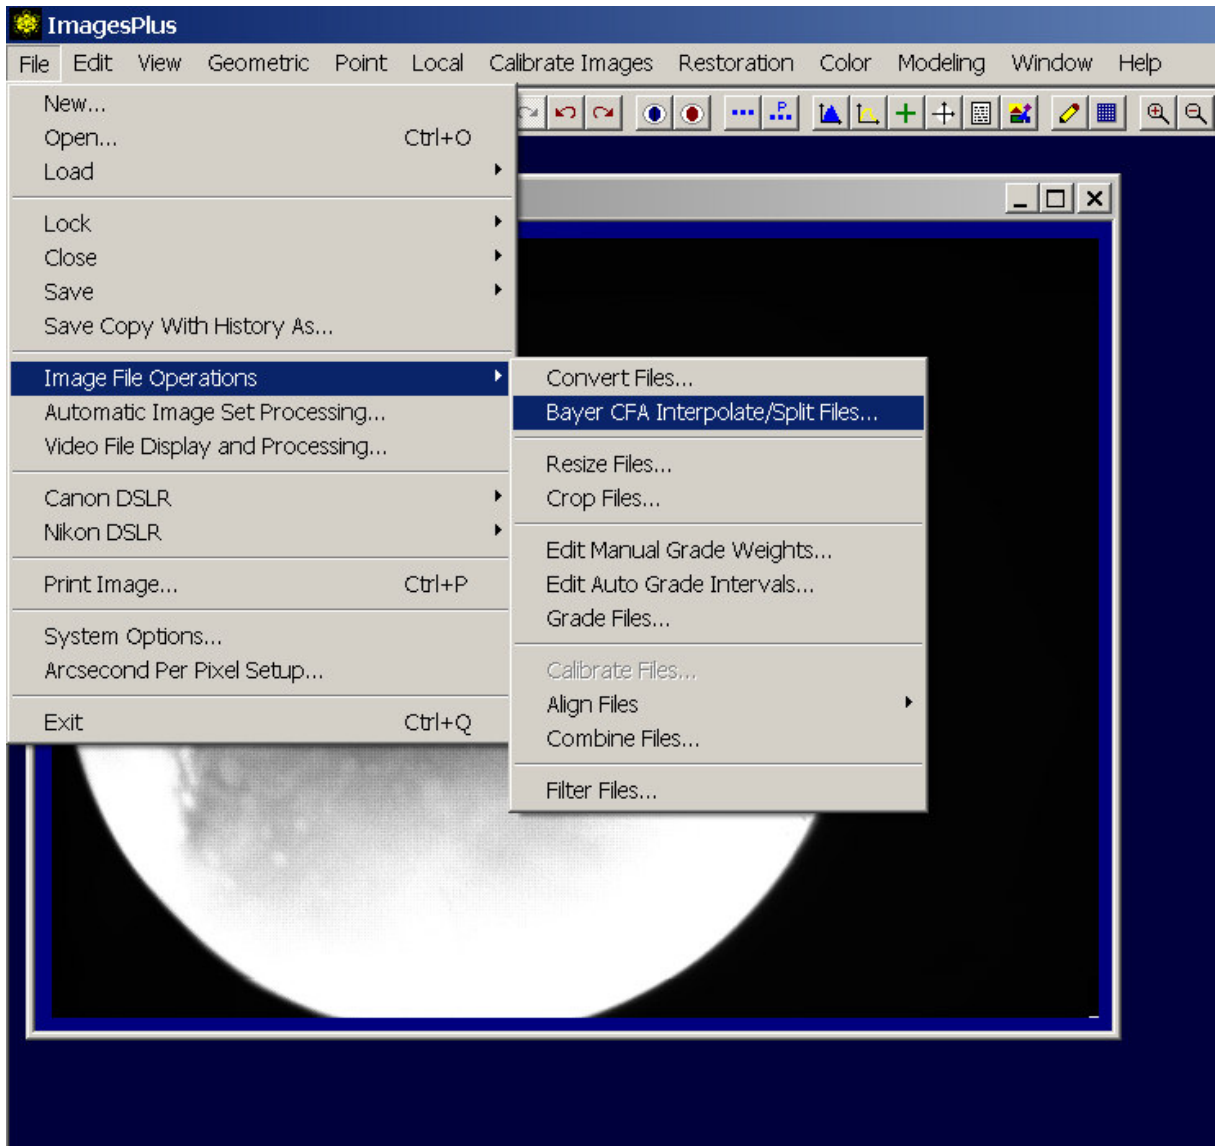 ImagesPlus
File Edit View Geometric Point Local Calibrate Images Restoration Color Modeling Window Help
New...
Open... Ctrl+O
Load
Lock
Close
Save
Save Copy With History As...
Image File Operations
Automatic Image Set Processing...
Video File Display and Processing...
Canon DSLR
Nikon DSLR
Print Image... Ctrl+P
System Options...
Arcsecond Per Pixel Setup...
Exit Ctrl+Q
P
Convert Files...
Bayer CFA Interpolate/Split Files...
Resize Files...
Crop Files...
Edit Manual Grade Weights...
Edit Auto Grade Intervals...
Grade Files...
Calibrate Files...
Align Files
Combine Files...
Filter Files...